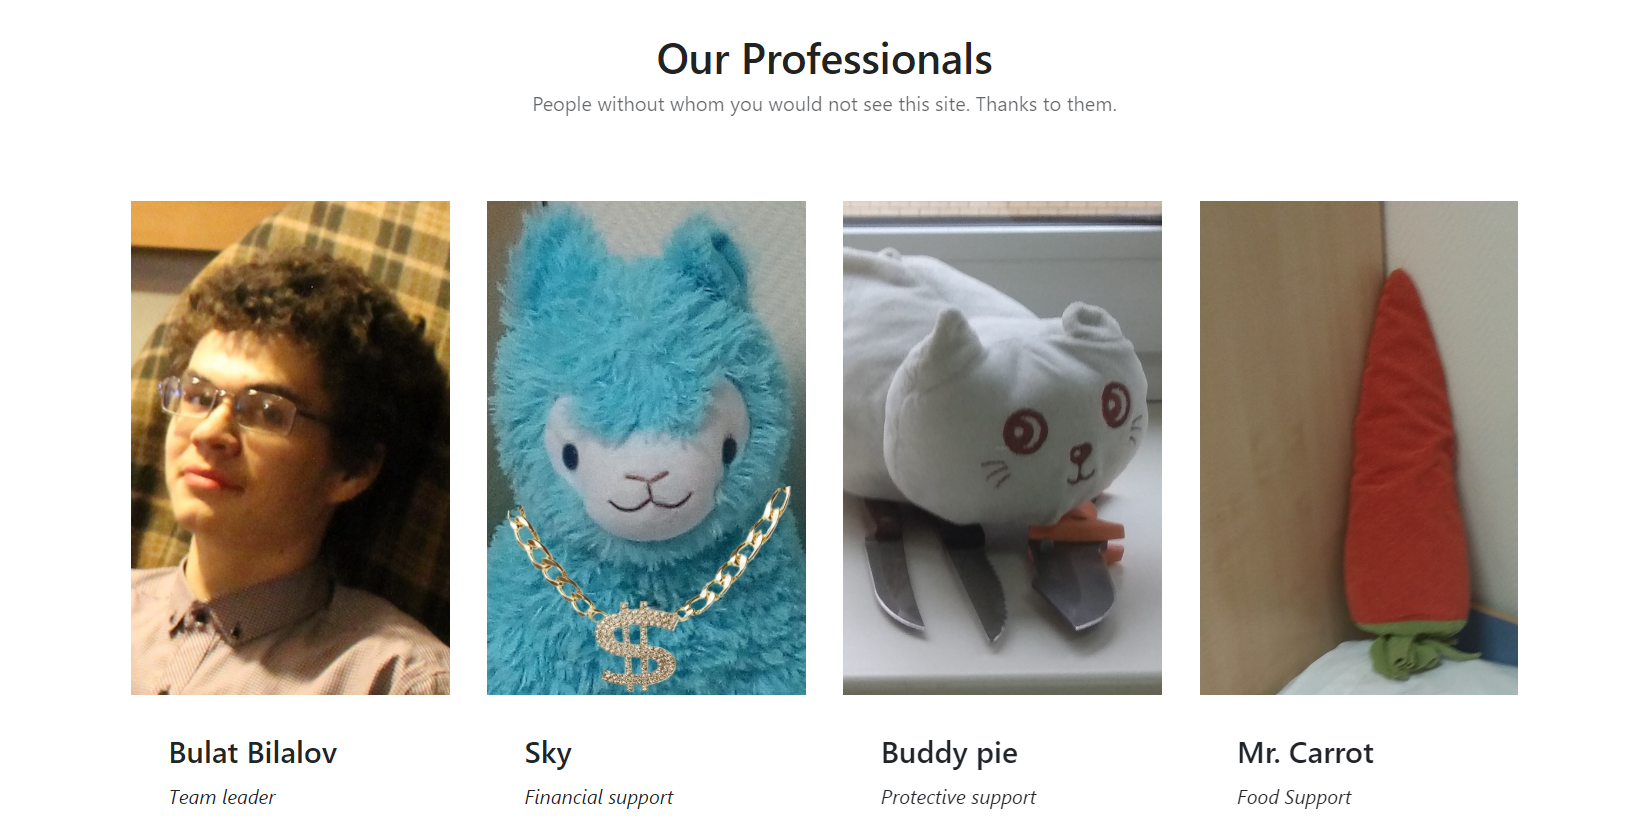 Our Professionals
People without whom you would not see this site. Thanks to them.
Bulat Bilalov
Team leader
Sky
Financial support
Buddy pie
Protective support
Mr. Carrot
Food Support